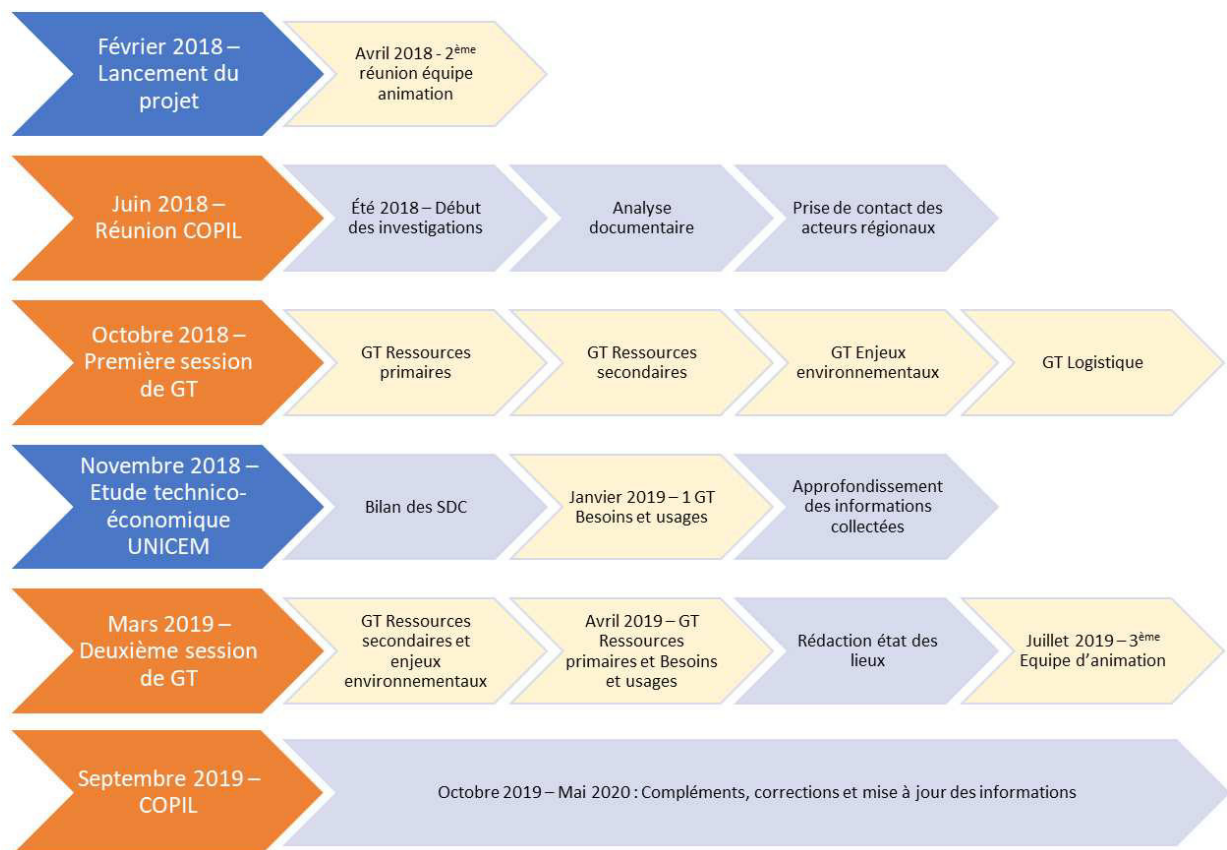 Février 2018 –
Lancement du
projet
Avril 2018 - 2ème
réunion équipe
animation
Juin 2018 –
Réunion COPIL
Été 2018 – Début
des investigations
Analyse
documentaire
Prise de contact des
acteurs régionaux
Octobre 2018 –
Première session
de GT
GT Ressources
primaires
GT Ressources
secondaires
GT Enjeux
environnementaux
GT Logistique
Novembre 2018 –
Etude technico-
économique
UNICEM
Bilan des SDC
Janvier 2019 – 1 GT
Besoins et usages
Approfondissement
des informations
collectées
Mars 2019 –
Deuxième session
de GT
GT Ressources
secondaires et
enjeux
environnementaux
Avril 2019 – GT
Ressources
primaires et Besoins
et usages
Rédaction état des
lieux
Juillet 2019 – 3ème
Equipe d’animation
Septembre 2019 –
COPIL
Octobre 2019 – Mai 2020 : Compléments, corrections et mise à jour des informations